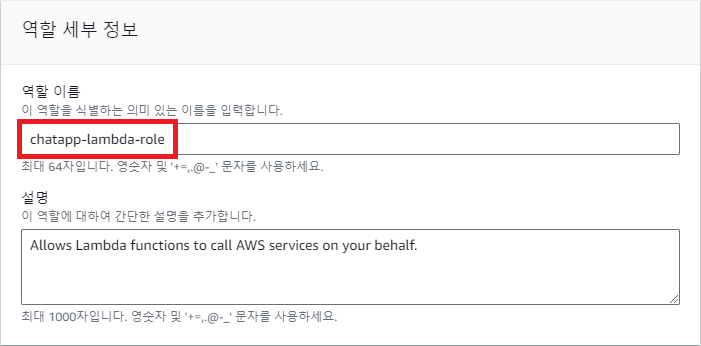 역할 세부 정보
역할 이름
이 역할을 식별하는 의미 있는 이름을 입력합니다.
chatapp-lambda-role
최대 64자입니다. 영숫자 및 '+=,.@-_' 문자를 사용하세요.
설명
이 역할에 대하여 간단한 설명을 추가합니다.
Allows Lambda functions to call AWS services on your behalf.
최대 1000자입니다. 영숫자 및 '+=,.@-_' 문자를 사용하세요.